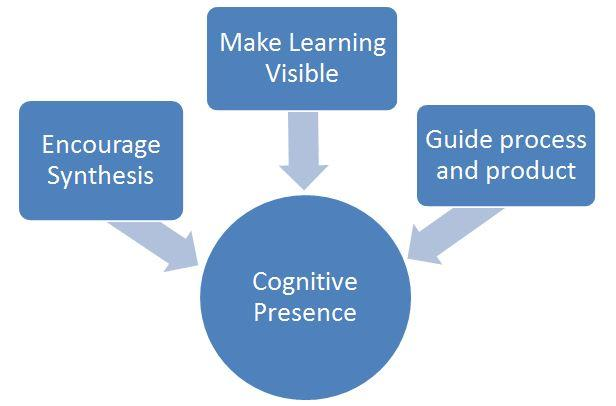 Make Learning
Visible
Encourage
Synthesis
Guide process
and product
Cognitive
Presence